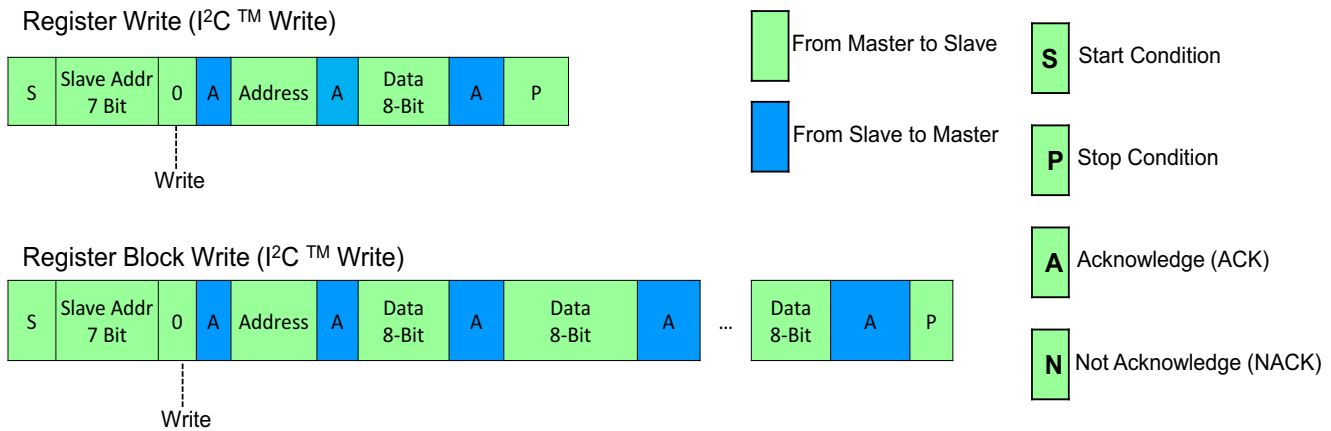 Register Write (I²C ™ Write)
S Slave Addr 7 Bit 0 A Address A Data 8-Bit A P
Write
Register Block Write (I²C ™ Write)
S Slave Addr 7 Bit 0 A Address A Data 8-Bit A Data 8-Bit A ... Data 8-Bit A P
Write
From Master to Slave
From Slave to Master
S Start Condition
P Stop Condition
A Acknowledge (ACK)
N Not Acknowledge (NACK)